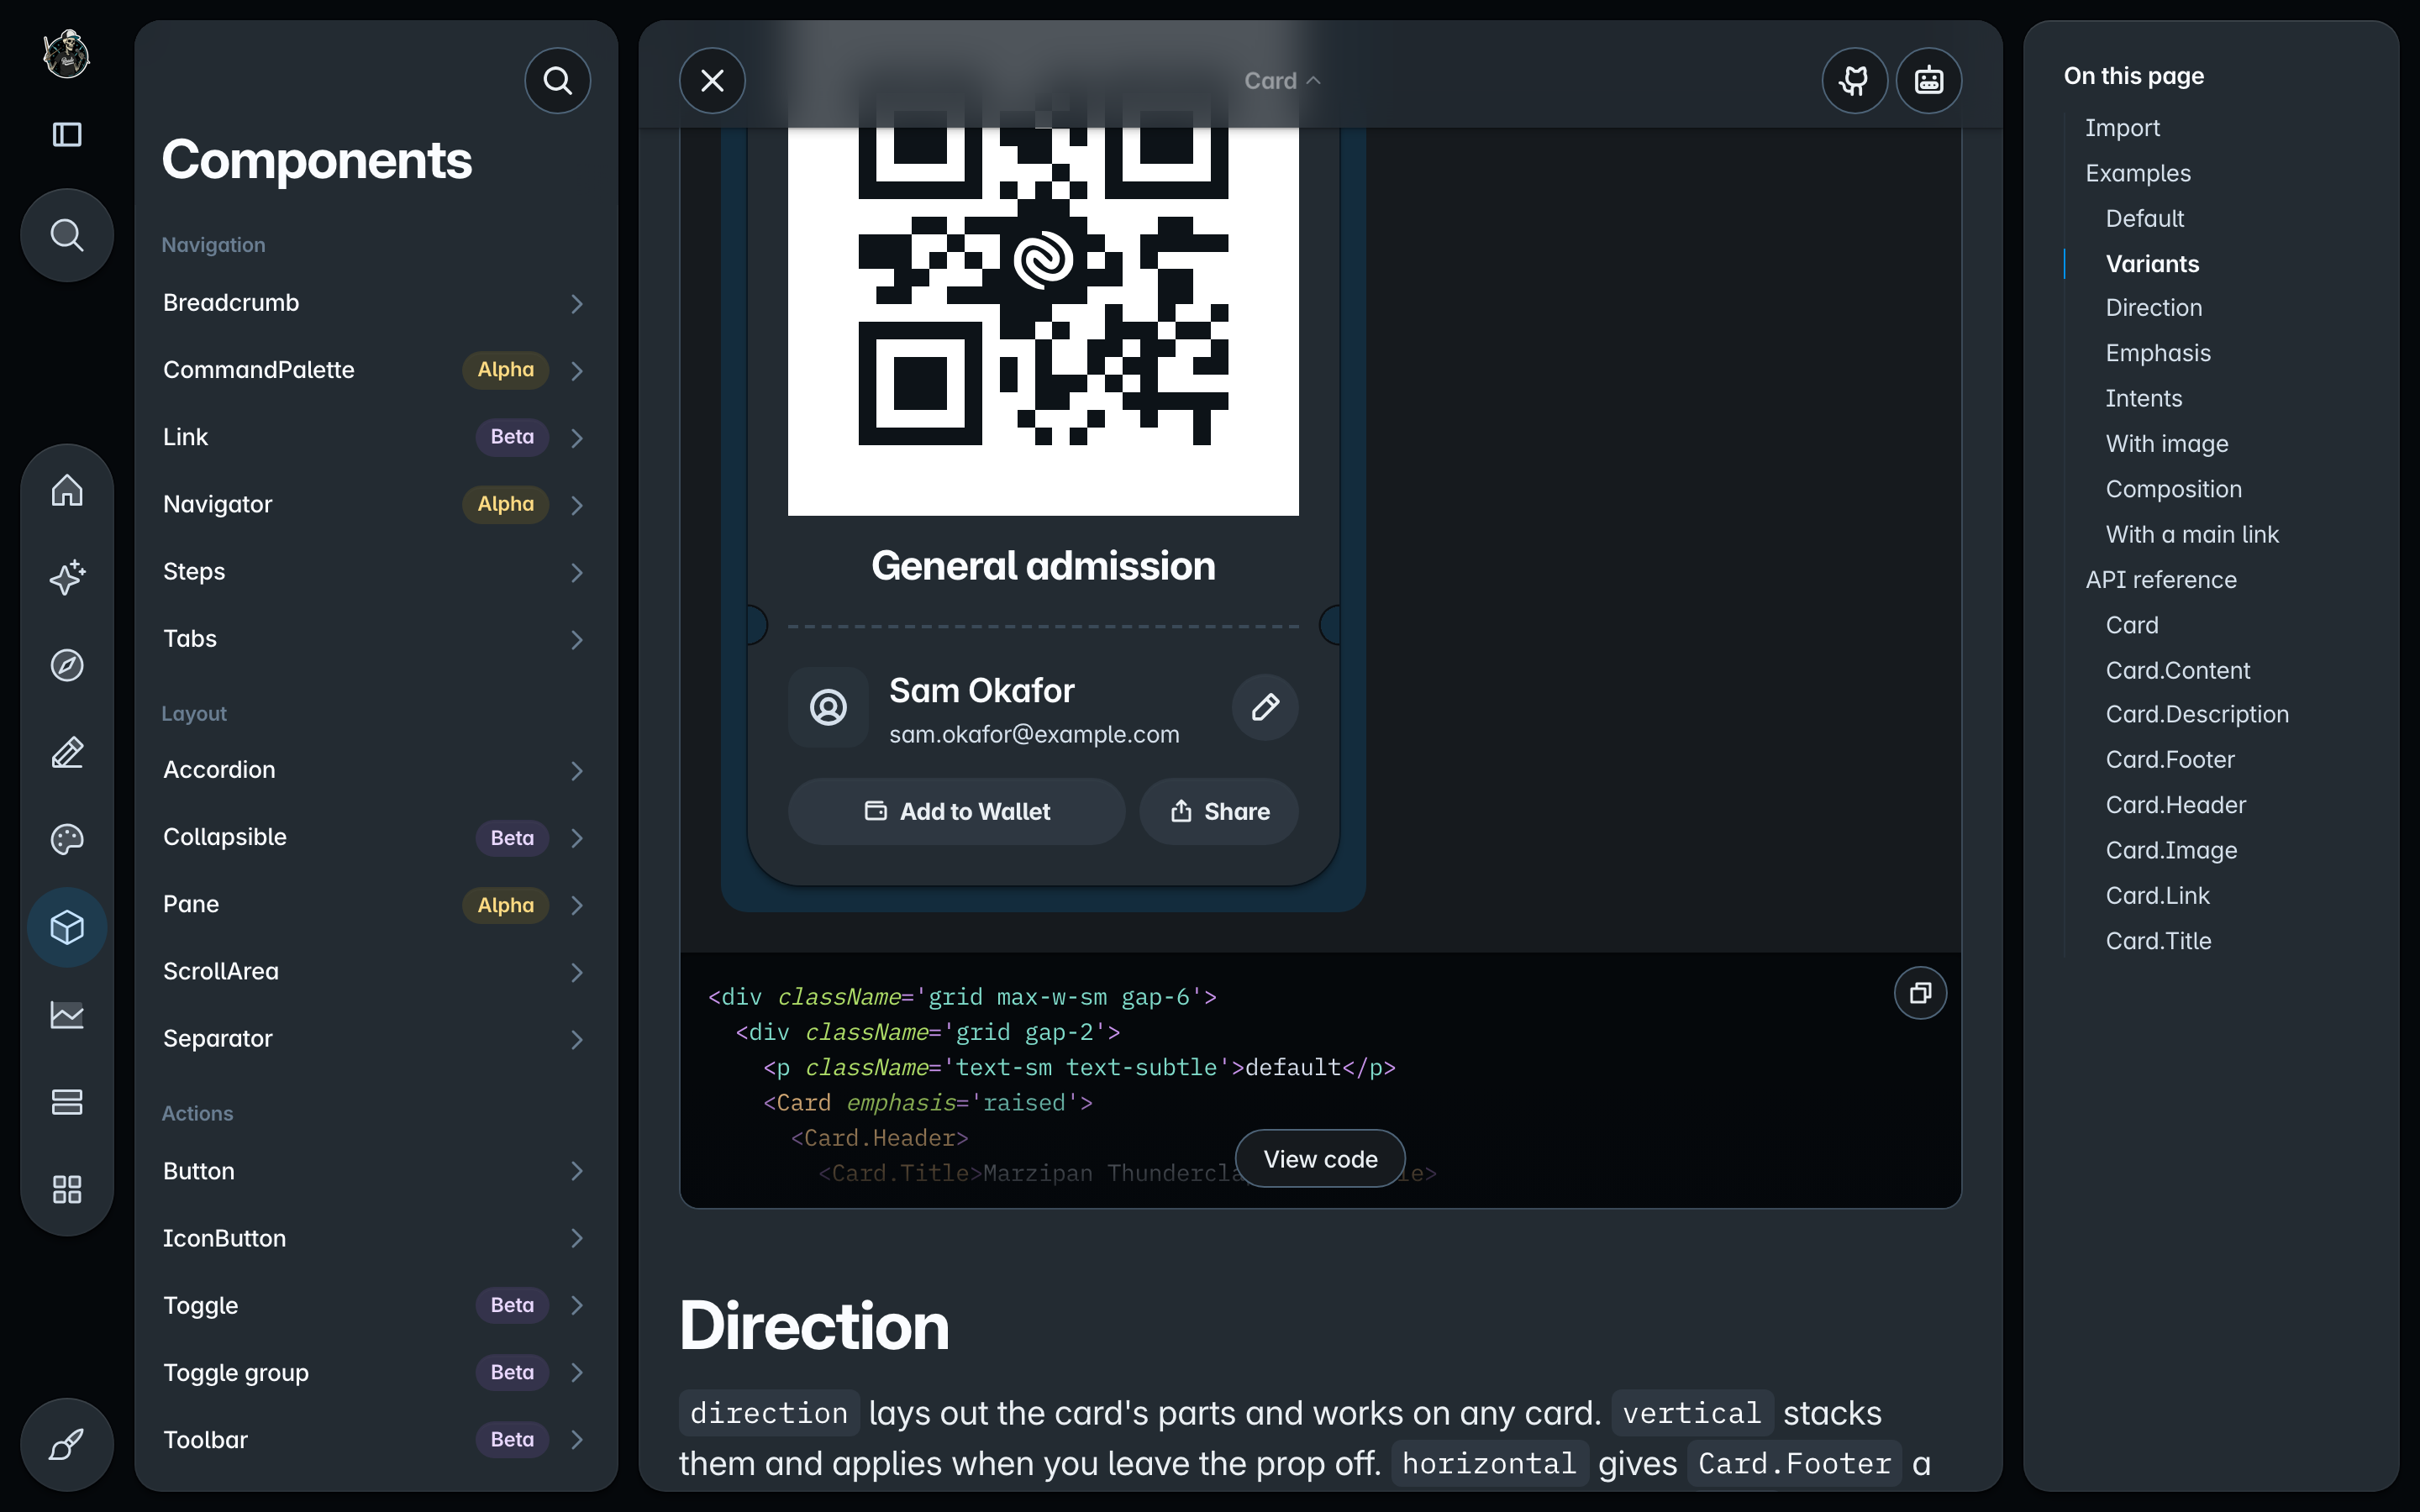 Components
Navigation
Breadcrumb
CommandPalette Alpha
Link Beta
Navigator Alpha
Steps
Tabs
Layout
Accordion
Collapsible Beta
Pane Alpha
ScrollArea
Separator
Actions
Button
IconButton
Toggle Beta
Toggle group Beta
Toolbar Beta
Card
General admission
Sam Okafor
sam.okafor@example.com
Add to Wallet
Share
<div className='grid max-w-sm gap-6'>
<div className='grid gap-2'>
<p className='text-sm text-subtle'>default</p>
<Card emphasis='raised'>
<Card.Header>
<Card.Title>Marzipan
View code
Direction
direction lays out the card's parts and works on any card. vertical stacks
them and applies when you leave the prop off. horizontal gives Card.Footer a
On this page
Import
Examples
Default
Variants
Direction
Emphasis
Intents
With image
Composition
With a main link
API reference
Card
Card.Content
Card.Description
Card.Footer
Card.Header
Card.Image
Card.Link
Card.Title